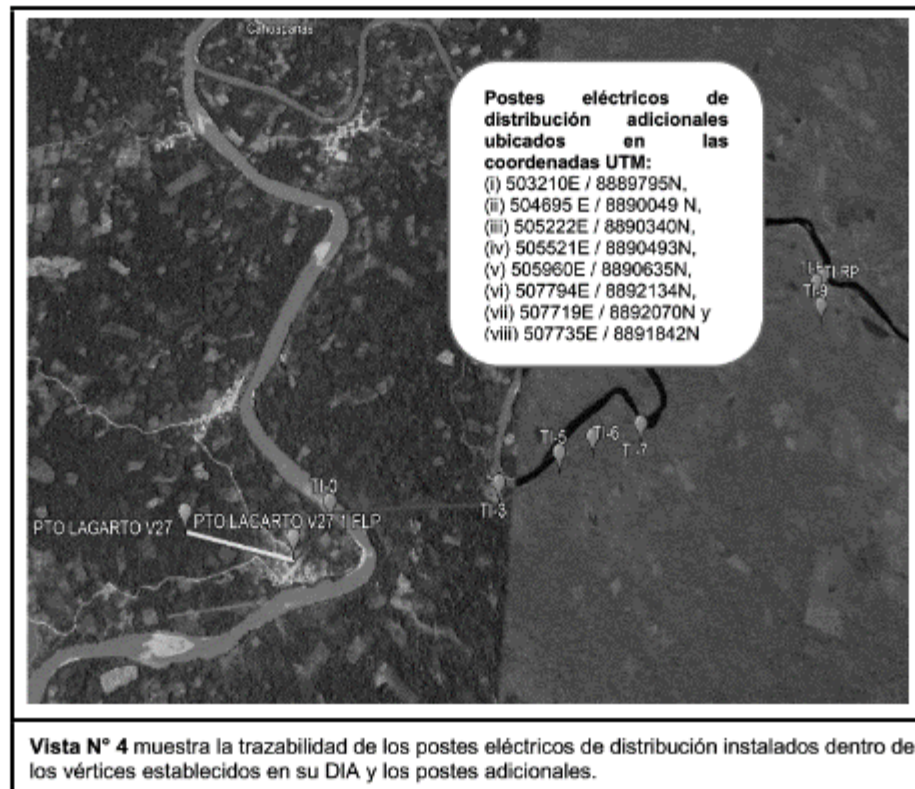 Cahuapanas
Postes eléctricos de
distribución adicionales
ubicados en las
coordenadas UTM:
(i) 503210E / 8889795N,
(ii) 504695 E / 8890049 N,
(iii) 505222E / 8890340N,
(iv) 505521E / 8890493N,
(v) 505960E / 8890635N,
(vi) 507794E / 8892134N,
(vii) 507719E / 8892070N y
(viii) 507735E / 8891842N
TI-9
TI-5
TI-6
TI-7
TI-0
TI-3
PTO LAGARTO V27
PTO LAGARTO V27 1 FLP
Vista N° 4 muestra la trazabilidad de los postes eléctricos de distribución instalados dentro de
los vértices establecidos en su DIA y los postes adicionales.